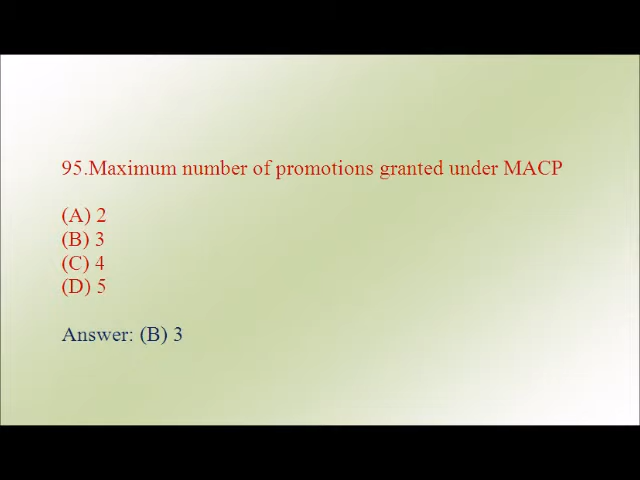 95.Maximum number of promotions granted under MACP
(A) 2
(B) 3
(C) 4
(D) 5
Answer: (B) 3